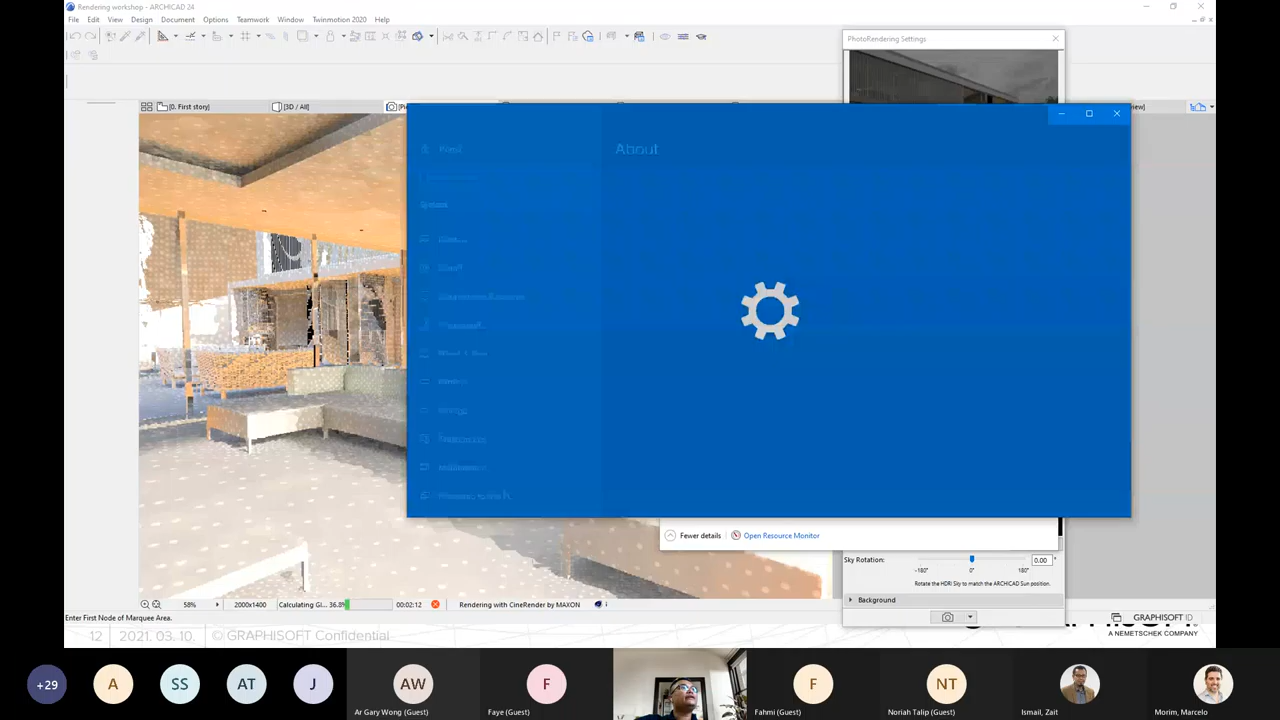 Rendering workshop - ARCHICAD 24
File Edit View Design Document Options Teamwork Window Twinmotion 2020 Help
PhotoRendering Settings
[0. First story] [3D / All]
About
System
Fewer details Open Resource Monitor
Sky Rotation: 0.00 °
-180° 0° 180°
Rotate the HDRI Sky to match the ARCHICAD Sun position.
Background
58% 2000x1400 Calculating GI... 36.8% 00:02:12 Rendering with CineRender by MAXON
Enter First Node of Marquee Area.
GRAPHISOFT ID
12 2021. 03. 10. © GRAPHISOFT Confidential
A NEMETSCHEK COMPANY
+29 A SS AT J AW F F NT
Ar Gary Wong (Guest) Faye (Guest) Fahmi (Guest) Noriah Talip (Guest) Ismail, Zait Morim, Marcelo